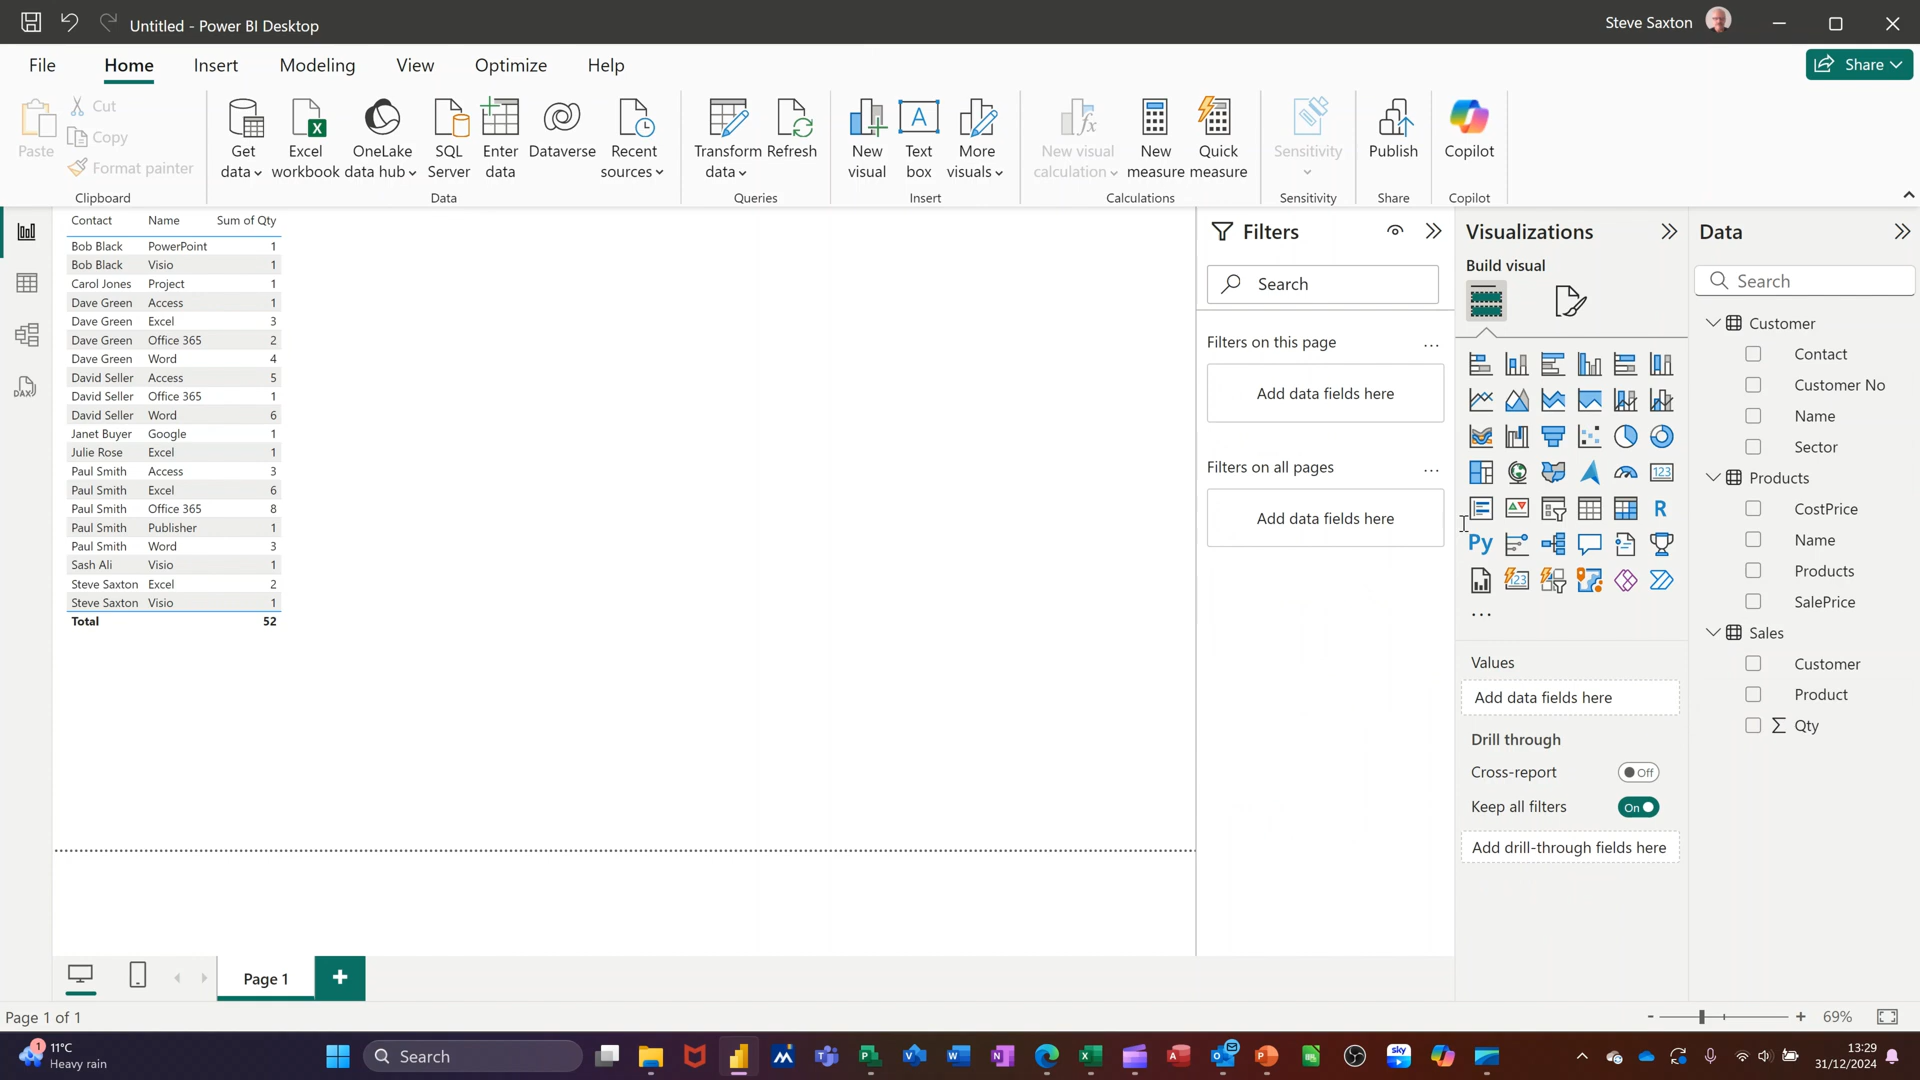 Untitled - Power BI Desktop
Steve Saxton
File Home Insert Modeling View Optimize Help
Share
Paste
Cut
Copy
Format painter
Clipboard
Get data
Excel workbook
OneLake data hub
SQL Server
Enter data
Dataverse
Recent sources
Data
Transform data
Refresh
Queries
New visual
Text box
More visuals
Insert
New visual calculation
New measure
Quick measure
Calculations
Sensitivity
Sensitivity
Publish
Share
Copilot
Copilot
Contact Name Sum of Qty
Bob Black PowerPoint 1
Bob Black Visio 1
Carol Jones Project 1
Dave Green Access 1
Dave Green Excel 3
Dave Green Office 365 2
Dave Green Word 4
David Seller Access 5
David Seller Office 365 1
David Seller Word 6
Janet Buyer Google 1
Julie Rose Excel 1
Paul Smith Access 3
Paul Smith Excel 6
Paul Smith Office 365 8
Paul Smith Publisher 1
Paul Smith Word 3
Sash Ali Visio 1
Steve Saxton Excel 2
Steve Saxton Visio 1
Total 52
Filters
Search
Filters on this page ...
Add data fields here
Filters on all pages ...
Add data fields here
Visualizations
Build visual
123
R
Py
123
...
Values
Add data fields here
Drill through
Cross-report Off
Keep all filters On
Add drill-through fields here
Data
Search
Customer
Contact
Customer No
Name
Sector
Products
CostPrice
Name
Products
SalePrice
Sales
Customer
Product
Σ Qty
DAX
Page 1
+
Page 1 of 1
- + 69%
1
11°C
Heavy rain
Search
sky
13:29
31/12/2024